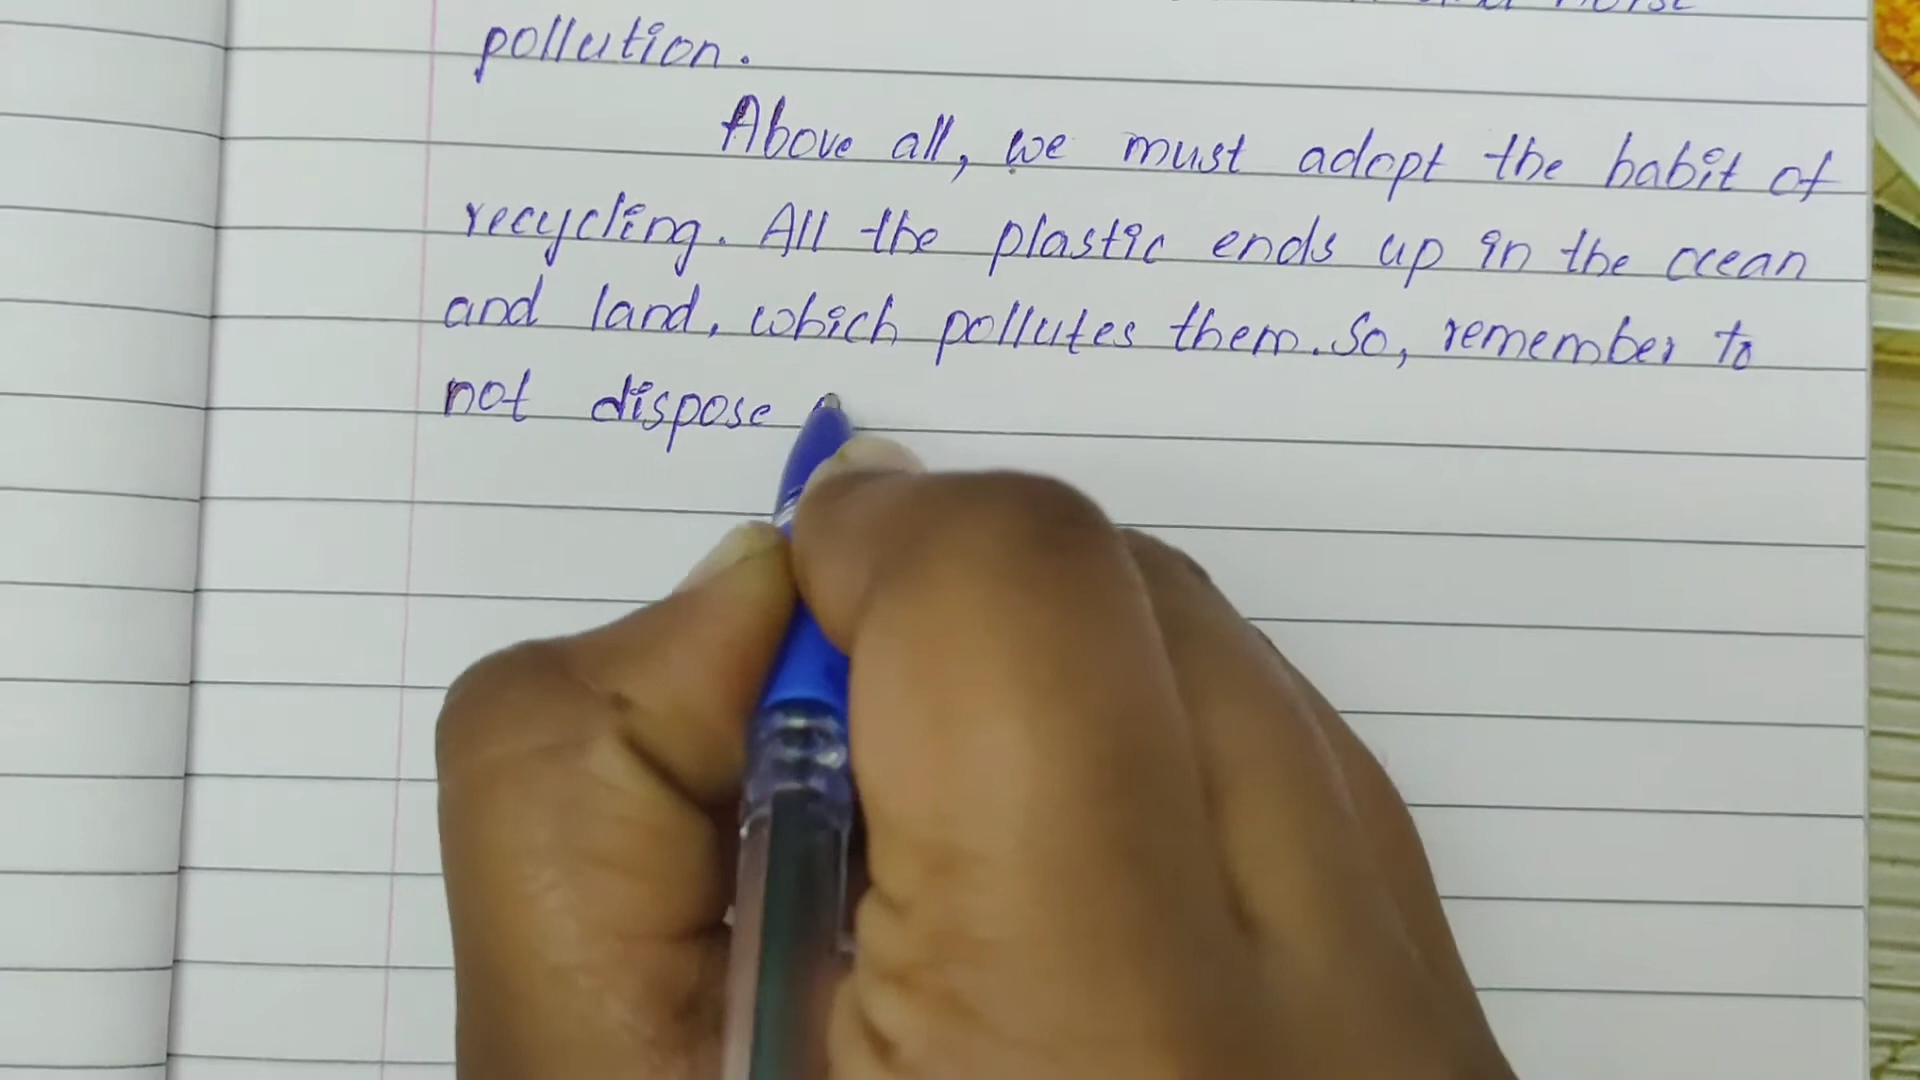 pollution.
Above all, we must adopt the habit of
recycling. All the plastic ends up in the ocean
and land, which pollutes them. So, remember to
not dispose